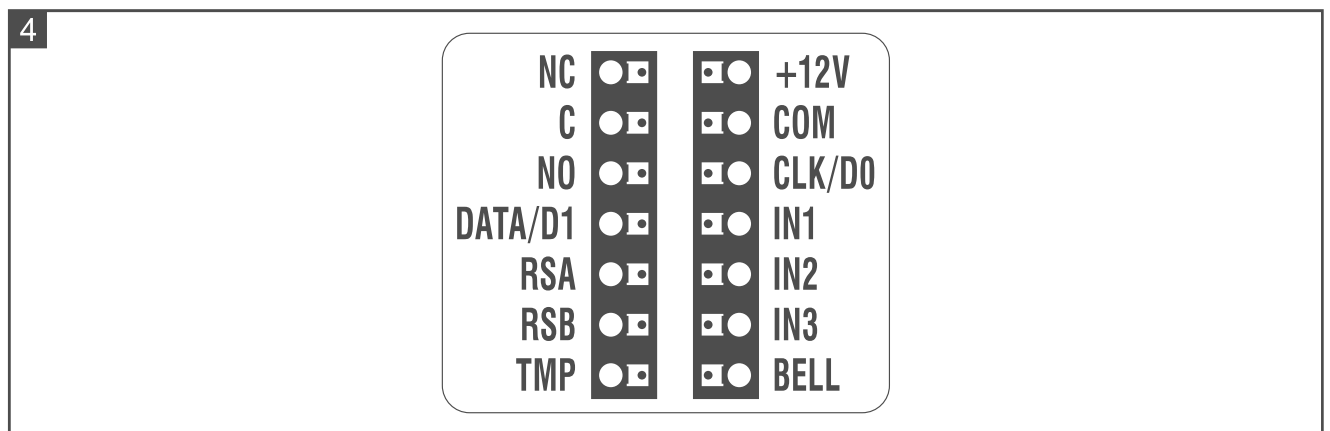 4
NC +12V
C COM
NO CLK/D0
DATA/D1 IN1
RSA IN2
RSB IN3
TMP BELL